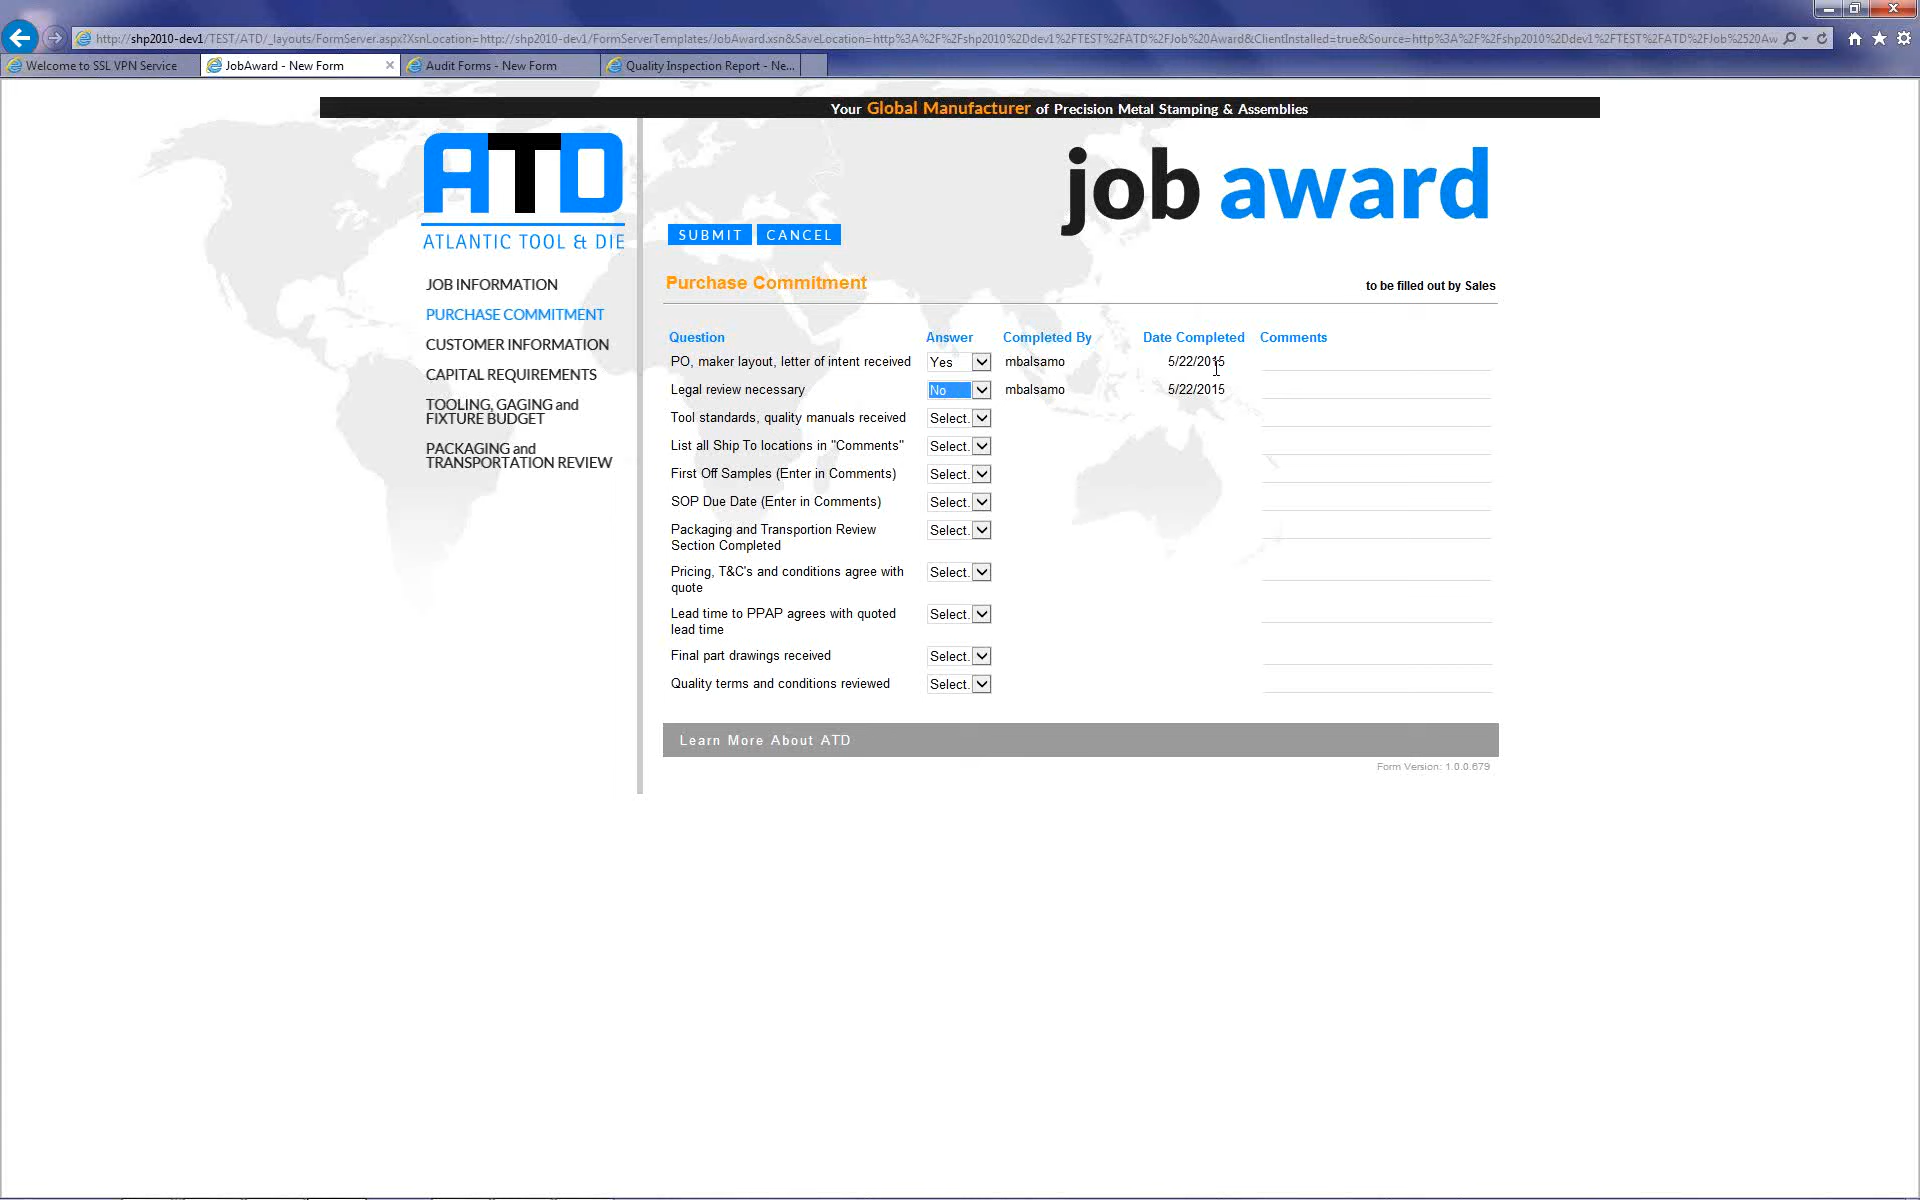 http://shp2010-dev1/TEST/ATD/_layouts/FormServer.aspx?XsnLocation=http://shp2010-dev1/FormServerTemplates/JobAward.xsn&SaveLocation=http%3A%2F%2Fshp2010%2Ddev1%2FTEST%2FATD%2FJob%20Award&ClientInstalled=true&Source=http%3A%2F%2Fshp2010%2Ddev1%2FTEST%2FATD%2FJob%2520Aw
Welcome to SSL VPN Service
JobAward - New Form
Audit Forms - New Form
Quality Inspection Report - Ne...
Your Global Manufacturer of Precision Metal Stamping & Assemblies
ATD
ATLANTIC TOOL & DIE
job award
SUBMIT CANCEL
JOB INFORMATION
PURCHASE COMMITMENT
CUSTOMER INFORMATION
CAPITAL REQUIREMENTS
TOOLING, GAGING and
FIXTURE BUDGET
PACKAGING and
TRANSPORTATION REVIEW
Purchase Commitment
to be filled out by Sales
Question Answer Completed By Date Completed Comments
PO, maker layout, letter of intent received Yes mbalsamo 5/22/2015
Legal review necessary No mbalsamo 5/22/2015
Tool standards, quality manuals received Select.
List all Ship To locations in "Comments" Select.
First Off Samples (Enter in Comments) Select.
SOP Due Date (Enter in Comments) Select.
Packaging and Transportion Review Select.
Section Completed
Pricing, T&C's and conditions agree with Select.
quote
Lead time to PPAP agrees with quoted Select.
lead time
Final part drawings received Select.
Quality terms and conditions reviewed Select.
Learn More About ATD
Form Version: 1.0.0.679